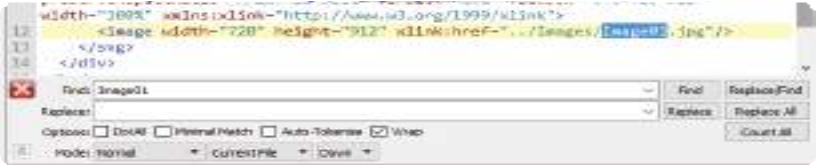 width="100%" xmlns:xlink="http://www.w3.org/1999/xlink">
12 <image width="720" height="912" xlink:href="../Images/Image01.jpg"/>
13 </svg>
14 </div>
Find: Image01 Find Replace/Find
Replace: Replace Replace All
Options: DotAll Minimal Match Auto-Tokenise Wrap Count All
Mode: Normal Current File Down